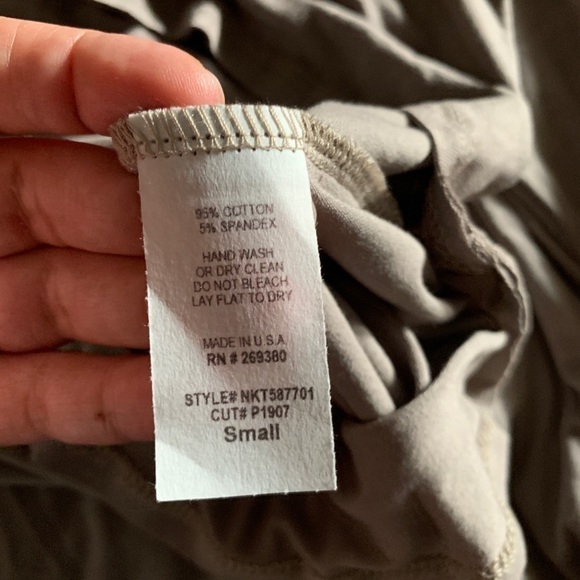 95% COTTON
5% SPANDEX
HAND WASH
OR DRY CLEAN
DO NOT BLEACH
LAY FLAT TO DRY
MADE IN U.S.A.
RN # 269380
STYLE# NKT587701
CUT# P1907
Small